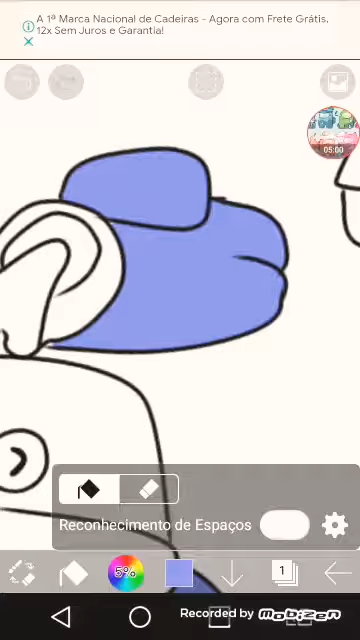 A 1ª Marca Nacional de Cadeiras - Agora com Frete Grátis,
12x Sem Juros e Garantia!
05:00
Reconhecimento de Espaços
5%
1
Recorded by MOBIZEN